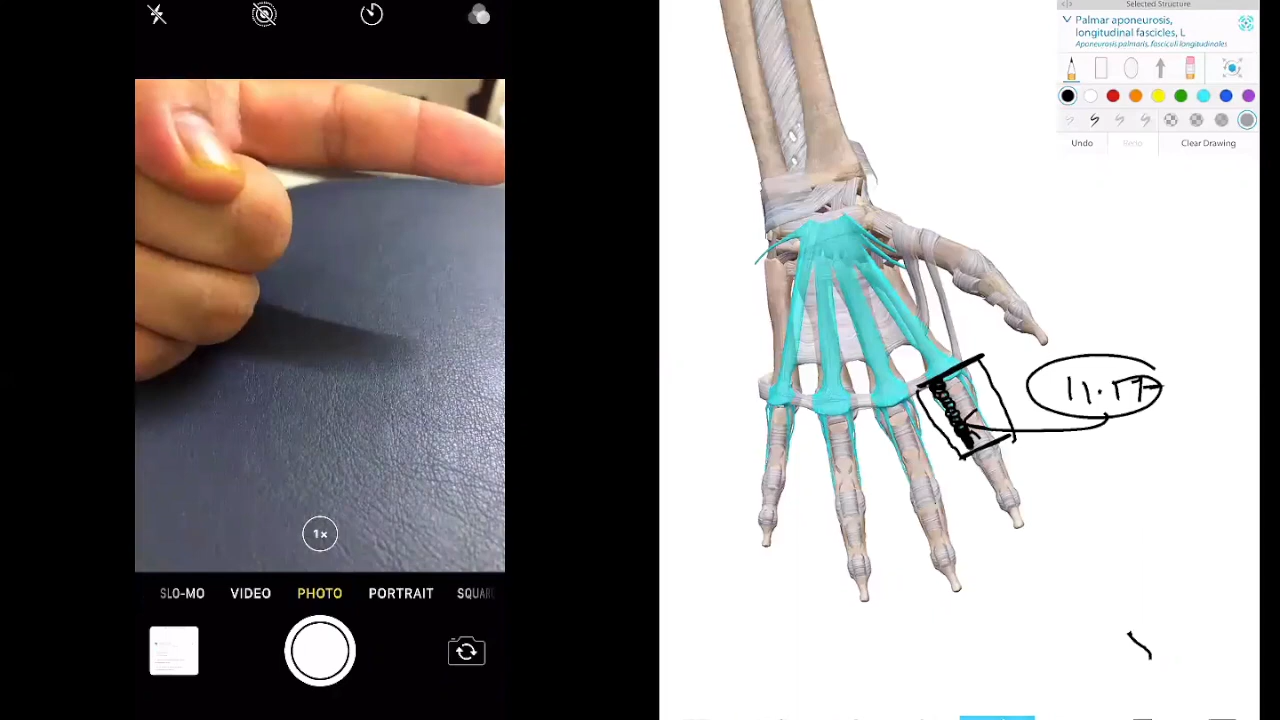 Selected Structure
Palmar aponeurosis,
longitudinal fascicles, L
Aponeurosis palmaris, fasciculi longitudinales
Undo Redo Clear Drawing
1×
SLO-MO VIDEO PHOTO PORTRAIT